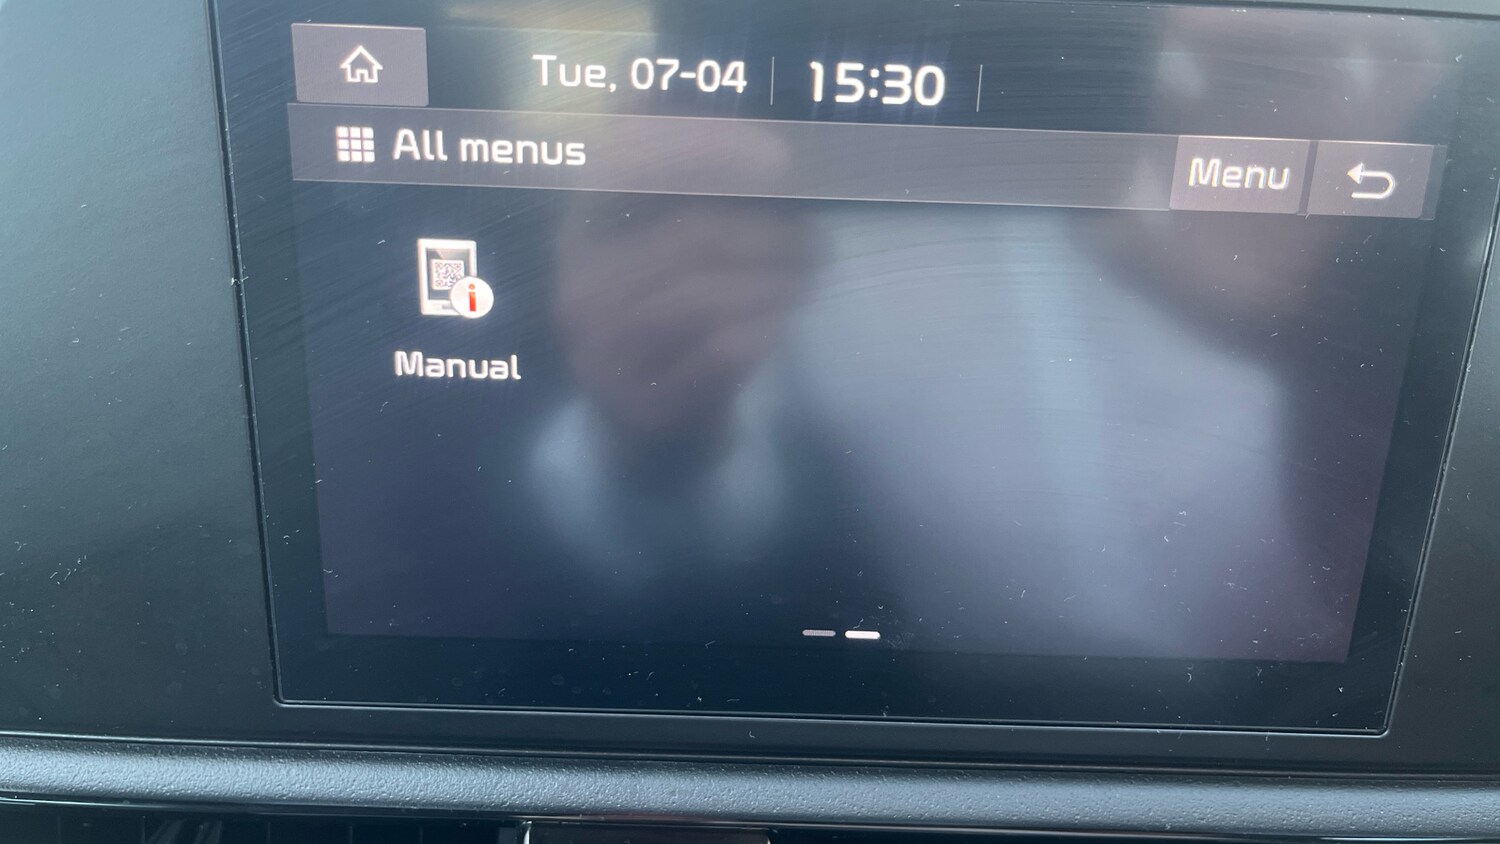 Tue, 07-04 15:30
All menus
Menu
i
Manual